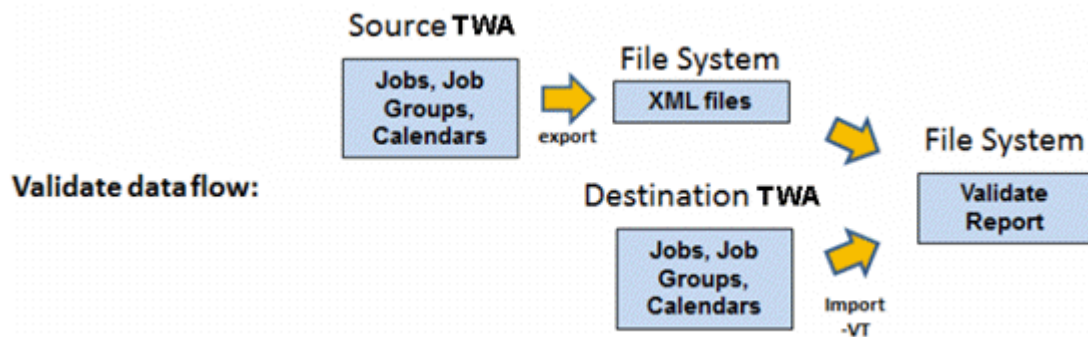 Source TWA
Jobs, Job
Groups,
Calendars
export
File System
XML files
Validate data flow:
Destination TWA
Jobs, Job
Groups,
Calendars
Import
-VT
File System
Validate
Report